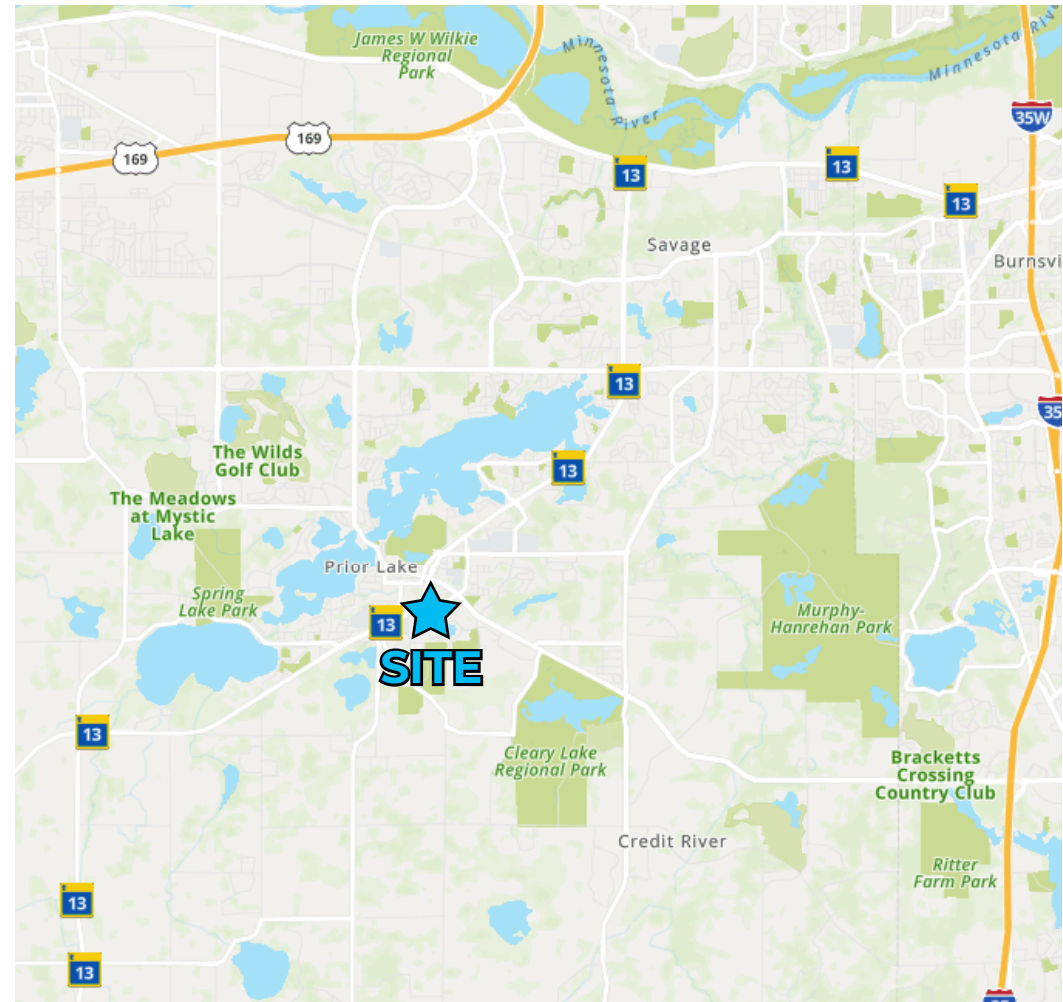 James W Wilkie
Regional
Park
Minnesota River
Minnesota Riv
35W
169
169
13
13
13
Savage
Burnsvi
13
35
The Wilds
Golf Club
13
The Meadows
at Mystic
Lake
Prior Lake
Spring
Lake Park
13
SITE
Murphy-
Hanrehan Park
13
Cleary Lake
Regional Park
Bracketts
Crossing
Country Club
Credit River
Ritter
Farm Park
13
13